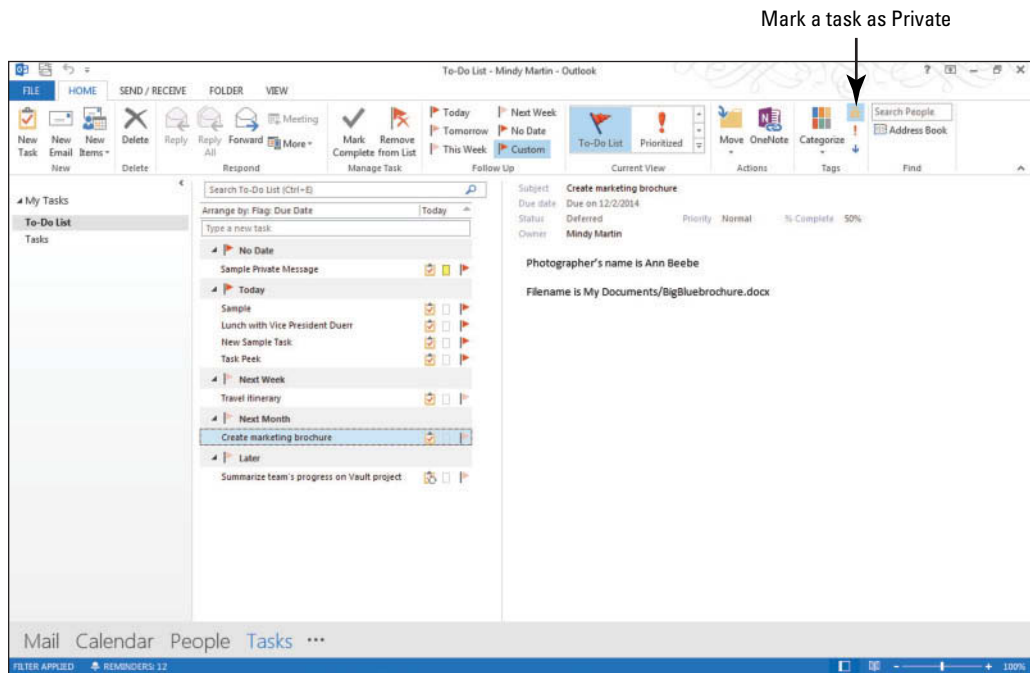 Mark a task as Private
To-Do List - Mindy Martin - Outlook
FILE HOME SEND / RECEIVE FOLDER VIEW
New Task
New Email
New Items
Delete
Reply
Reply All
Forward
Meeting
More
Mark Complete
Remove from List
Today
Tomorrow
This Week
Next Week
No Date
Custom
To-Do List
Prioritized
Move
OneNote
Categorize
Search People
Address Book
New Delete Respond Manage Task Follow Up Current View Actions Tags Find
My Tasks
To-Do List
Tasks
Search To-Do List (Ctrl+E)
Arrange by: Flag: Due Date Today
Type a new task
No Date
Sample Private Message
Today
Sample
Lunch with Vice President Duerr
New Sample Task
Task Peek
Next Week
Travel itinerary
Next Month
Create marketing brochure
Later
Summarize team's progress on Vault project
Subject Create marketing brochure
Due date Due on 12/2/2014
Status Deferred Priority Normal % Complete 50%
Owner Mindy Martin
Photographer's name is Ann Beebe
Filename is My Documents/BigBluebrochure.docx
Mail Calendar People Tasks ...
FILTER APPLIED REMINDERS: 12 100%